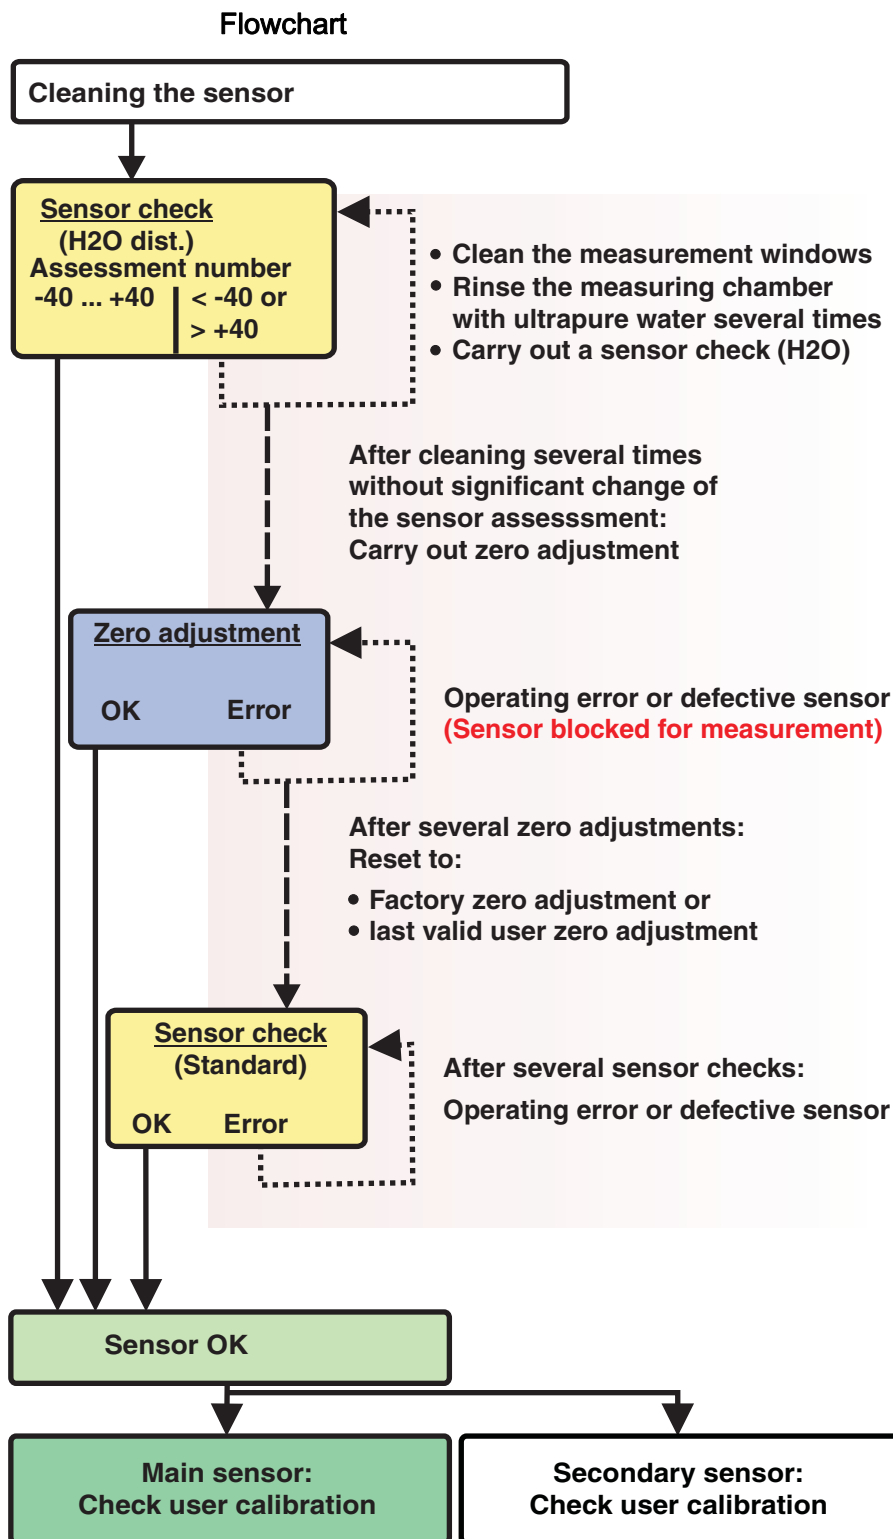 Flowchart
Cleaning the sensor
Sensor check
(H2O dist.)
Assessment number
-40 ... +40 < -40 or
> +40
• Clean the measurement windows
• Rinse the measuring chamber
with ultrapure water several times
• Carry out a sensor check (H2O)
After cleaning several times
without significant change of
the sensor assesssment:
Carry out zero adjustment
Zero adjustment
OK Error
Operating error or defective sensor
(Sensor blocked for measurement)
After several zero adjustments:
Reset to:
• Factory zero adjustment or
• last valid user zero adjustment
Sensor check
(Standard)
OK Error
After several sensor checks:
Operating error or defective sensor
Sensor OK
Main sensor:
Check user calibration
Secondary sensor:
Check user calibration